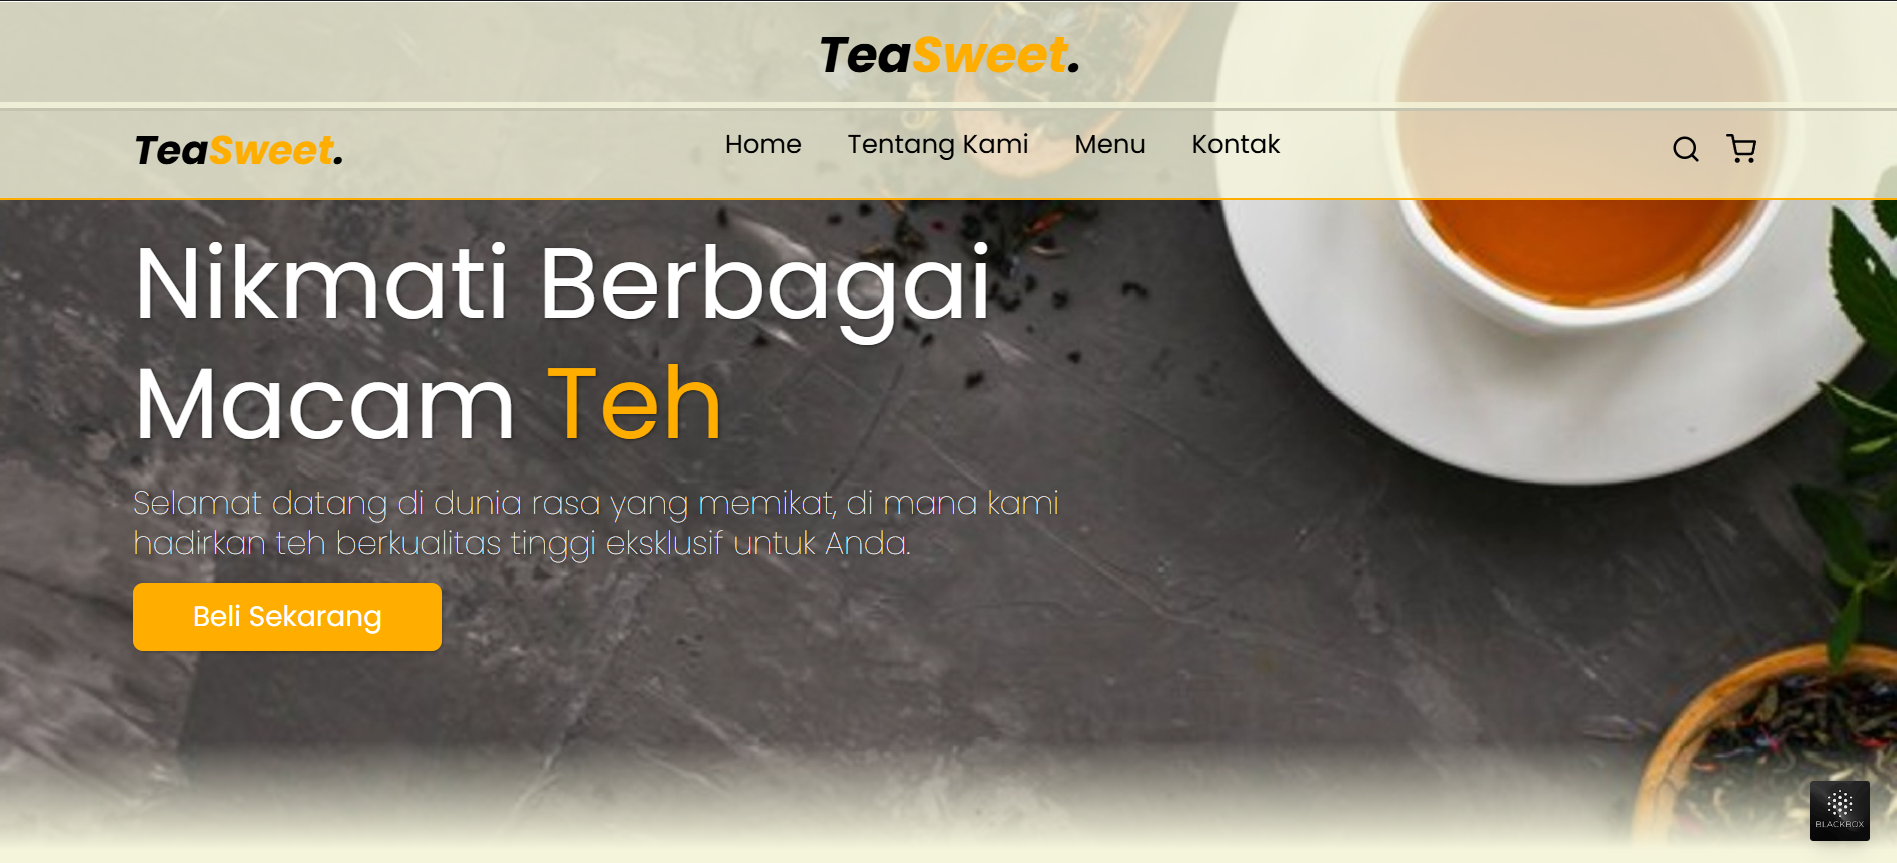 TeaSweet.
TeaSweet.
Home Tentang Kami Menu Kontak
Nikmati Berbagai
Macam Teh
Selamat datang di dunia rasa yang memikat, di mana kami
hadirkan teh berkualitas tinggi eksklusif untuk Anda.
Beli Sekarang
BLACKBOX